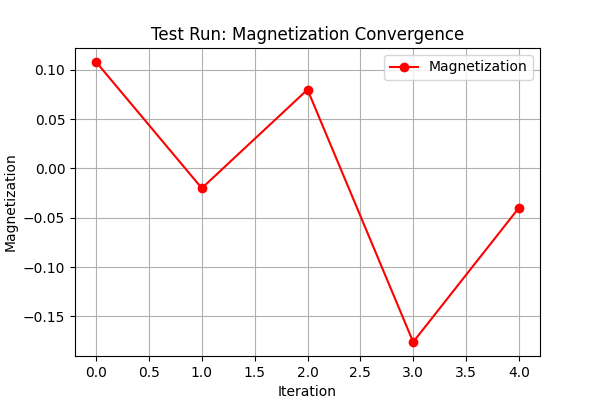 Test Run: Magnetization Convergence
Magnetization
0.10
0.05
0.00
−0.05
−0.10
−0.15
Magnetization
0.0 0.5 1.0 1.5 2.0 2.5 3.0 3.5 4.0
Iteration